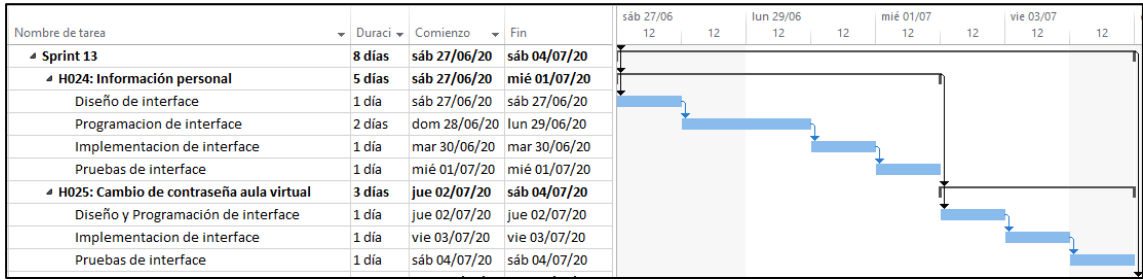 sáb 27/06 lun 29/06 mié 01/07 vie 03/07
Nombre de tarea Duraci Comienzo Fin 12 12 12 12 12 12 12 12
Sprint 13 8 días sáb 27/06/20 sáb 04/07/20
H024: Información personal 5 días sáb 27/06/20 mié 01/07/20
Diseño de interface 1 día sáb 27/06/20 sáb 27/06/20
Programacion de interface 2 días dom 28/06/20 lun 29/06/20
Implementacion de interface 1 día mar 30/06/20 mar 30/06/20
Pruebas de interface 1 día mié 01/07/20 mié 01/07/20
H025: Cambio de contraseña aula virtual 3 días jue 02/07/20 sáb 04/07/20
Diseño y Programación de interface 1 día jue 02/07/20 jue 02/07/20
Implementacion de interface 1 día vie 03/07/20 vie 03/07/20
Pruebas de interface 1 día sáb 04/07/20 sáb 04/07/20